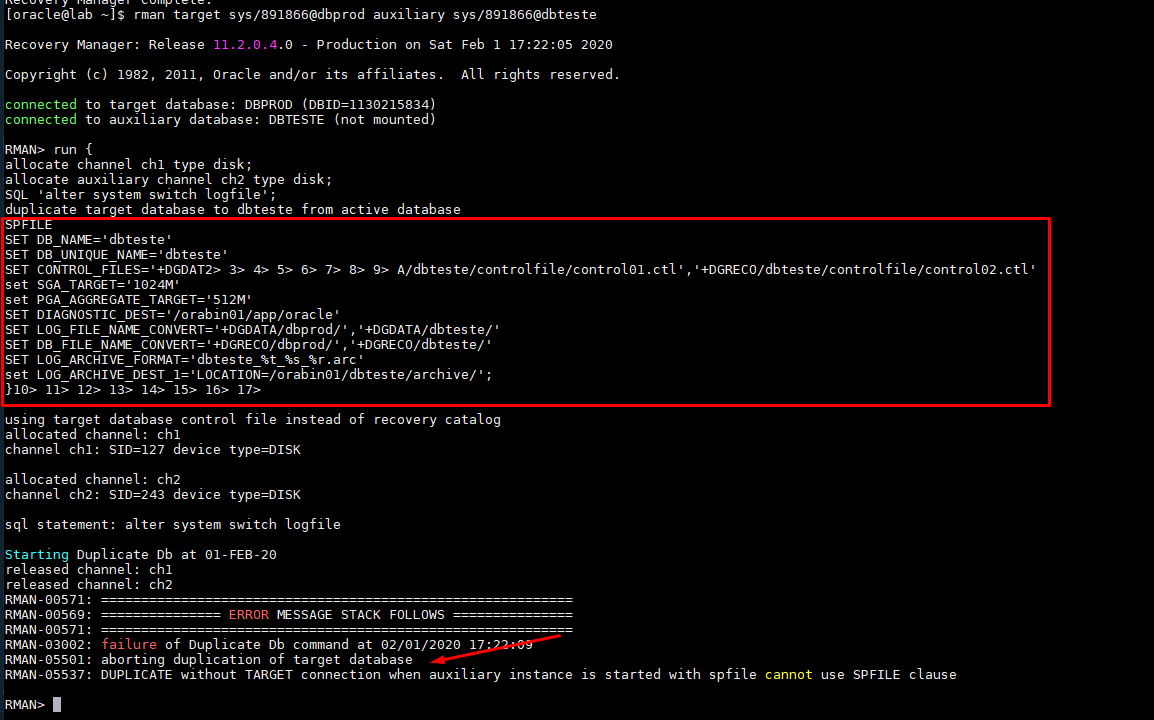 Recovery Manager complete.
[oracle@lab ~]$ rman target sys/891866@dbprod auxiliary sys/891866@dbteste
Recovery Manager: Release 11.2.0.4.0 - Production on Sat Feb 1 17:22:05 2020
Copyright (c) 1982, 2011, Oracle and/or its affiliates.  All rights reserved.
connected to target database: DBPROD (DBID=1130215834)
connected to auxiliary database: DBTESTE (not mounted)
RMAN> run {
allocate channel ch1 type disk;
allocate auxiliary channel ch2 type disk;
SQL 'alter system switch logfile';
duplicate target database to dbteste from active database
SPFILE
SET DB_NAME='dbteste'
SET DB_UNIQUE_NAME='dbteste'
SET CONTROL_FILES='+DGDAT2> 3> 4> 5> 6> 7> 8> 9> A/dbteste/controlfile/control01.ctl','+DGRECO/dbteste/controlfile/control02.ctl'
set SGA_TARGET='1024M'
set PGA_AGGREGATE_TARGET='512M'
SET DIAGNOSTIC_DEST='/orabin01/app/oracle'
SET LOG_FILE_NAME_CONVERT='+DGDATA/dbprod/','+DGDATA/dbteste/'
SET DB_FILE_NAME_CONVERT='+DGRECO/dbprod/','+DGRECO/dbteste/'
SET LOG_ARCHIVE_FORMAT='dbteste_%t_%s_%r.arc'
set LOG_ARCHIVE_DEST_1='LOCATION=/orabin01/dbteste/archive/';
}10> 11> 12> 13> 14> 15> 16> 17>
using target database control file instead of recovery catalog
allocated channel: ch1
channel ch1: SID=127 device type=DISK
allocated channel: ch2
channel ch2: SID=243 device type=DISK
sql statement: alter system switch logfile
Starting Duplicate Db at 01-FEB-20
released channel: ch1
released channel: ch2
RMAN-00571: ===========================================================
RMAN-00569: =============== ERROR MESSAGE STACK FOLLOWS ===============
RMAN-00571: ===========================================================
RMAN-03002: failure of Duplicate Db command at 02/01/2020 17:22:09
RMAN-05501: aborting duplication of target database
RMAN-05537: DUPLICATE without TARGET connection when auxiliary instance is started with spfile cannot use SPFILE clause
RMAN>